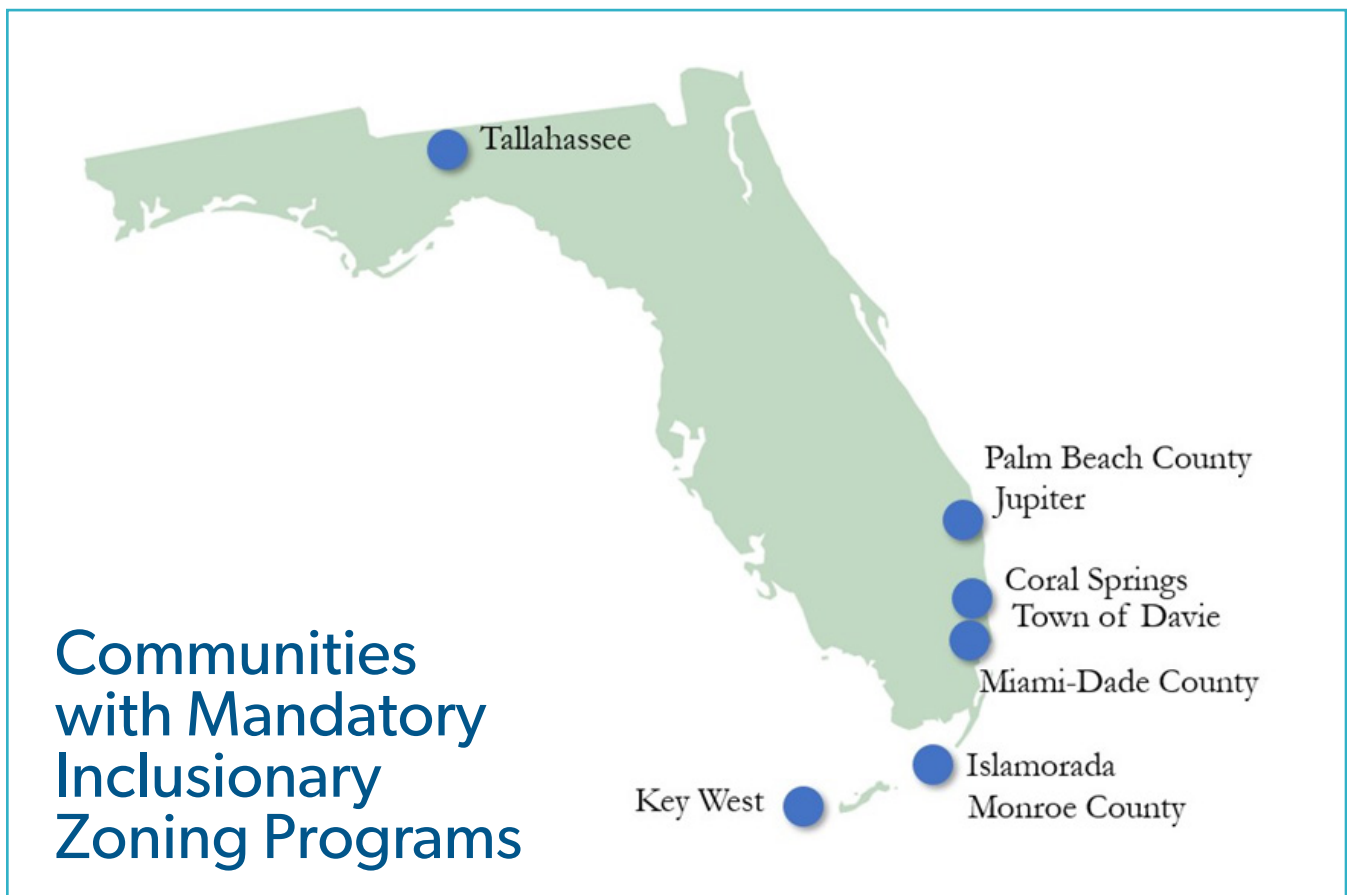 Tallahassee
Palm Beach County
Jupiter
Coral Springs
Town of Davie
Miami-Dade County
Islamorada
Monroe County
Key West
Communities
with Mandatory
Inclusionary
Zoning Programs